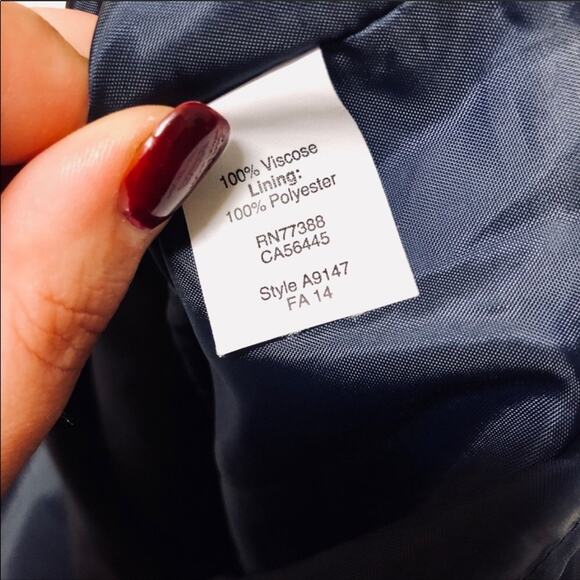 100% Viscose
Lining:
100% Polyester
RN77388
CA56445
Style A9147
FA 14